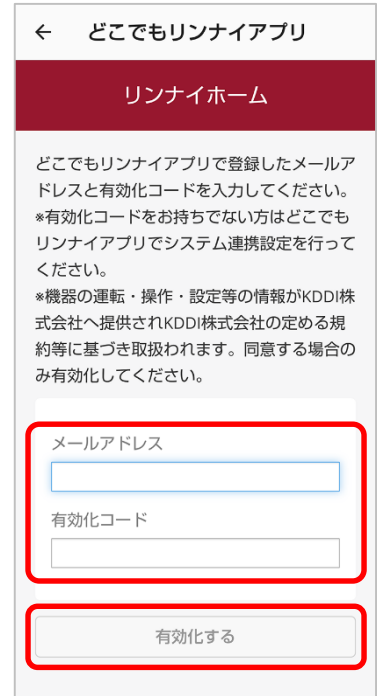 ← どこでもリンナイアプリ
リンナイホーム
どこでもリンナイアプリで登録したメールア
ドレスと有効化コードを入力してください。
※有効化コードをお持ちでない方はどこでも
リンナイアプリでシステム連携設定を行って
ください。
※機器の運転・操作・設定等の情報がKDDI株
式会社へ提供されKDDI株式会社の定める規
約等に基づき取扱われます。同意する場合の
み有効化してください。
メールアドレス
有効化コード
有効化する